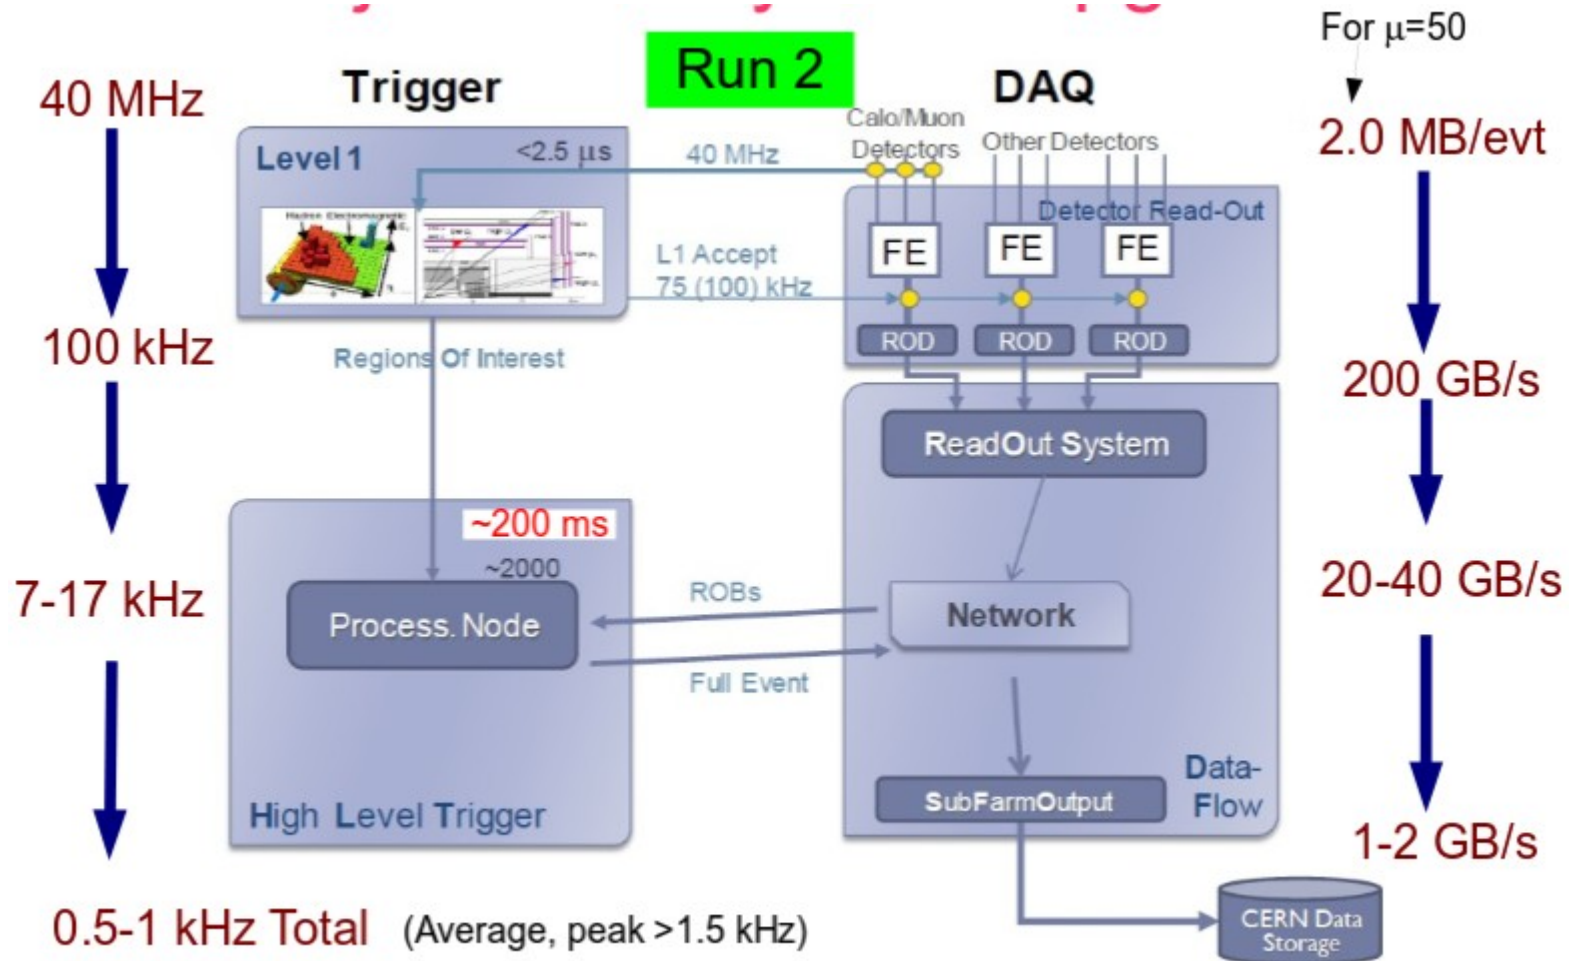 For μ=50
Run 2
Trigger
DAQ
40 MHz
2.0 MB/evt
Calo/Muon
Detectors
Other Detectors
Level 1
<2.5 μs
40 MHz
Detector Read-Out
Hadron Electromagnetic
FE
FE
FE
L1 Accept
75 (100) kHz
ROD
ROD
ROD
100 kHz
Regions Of Interest
200 GB/s
ReadOut System
~200 ms
~2000
7-17 kHz
Process. Node
ROBs
Network
20-40 GB/s
Full Event
High Level Trigger
SubFarmOutput
Data-
Flow
1-2 GB/s
0.5-1 kHz Total (Average, peak >1.5 kHz)
CERN Data
Storage